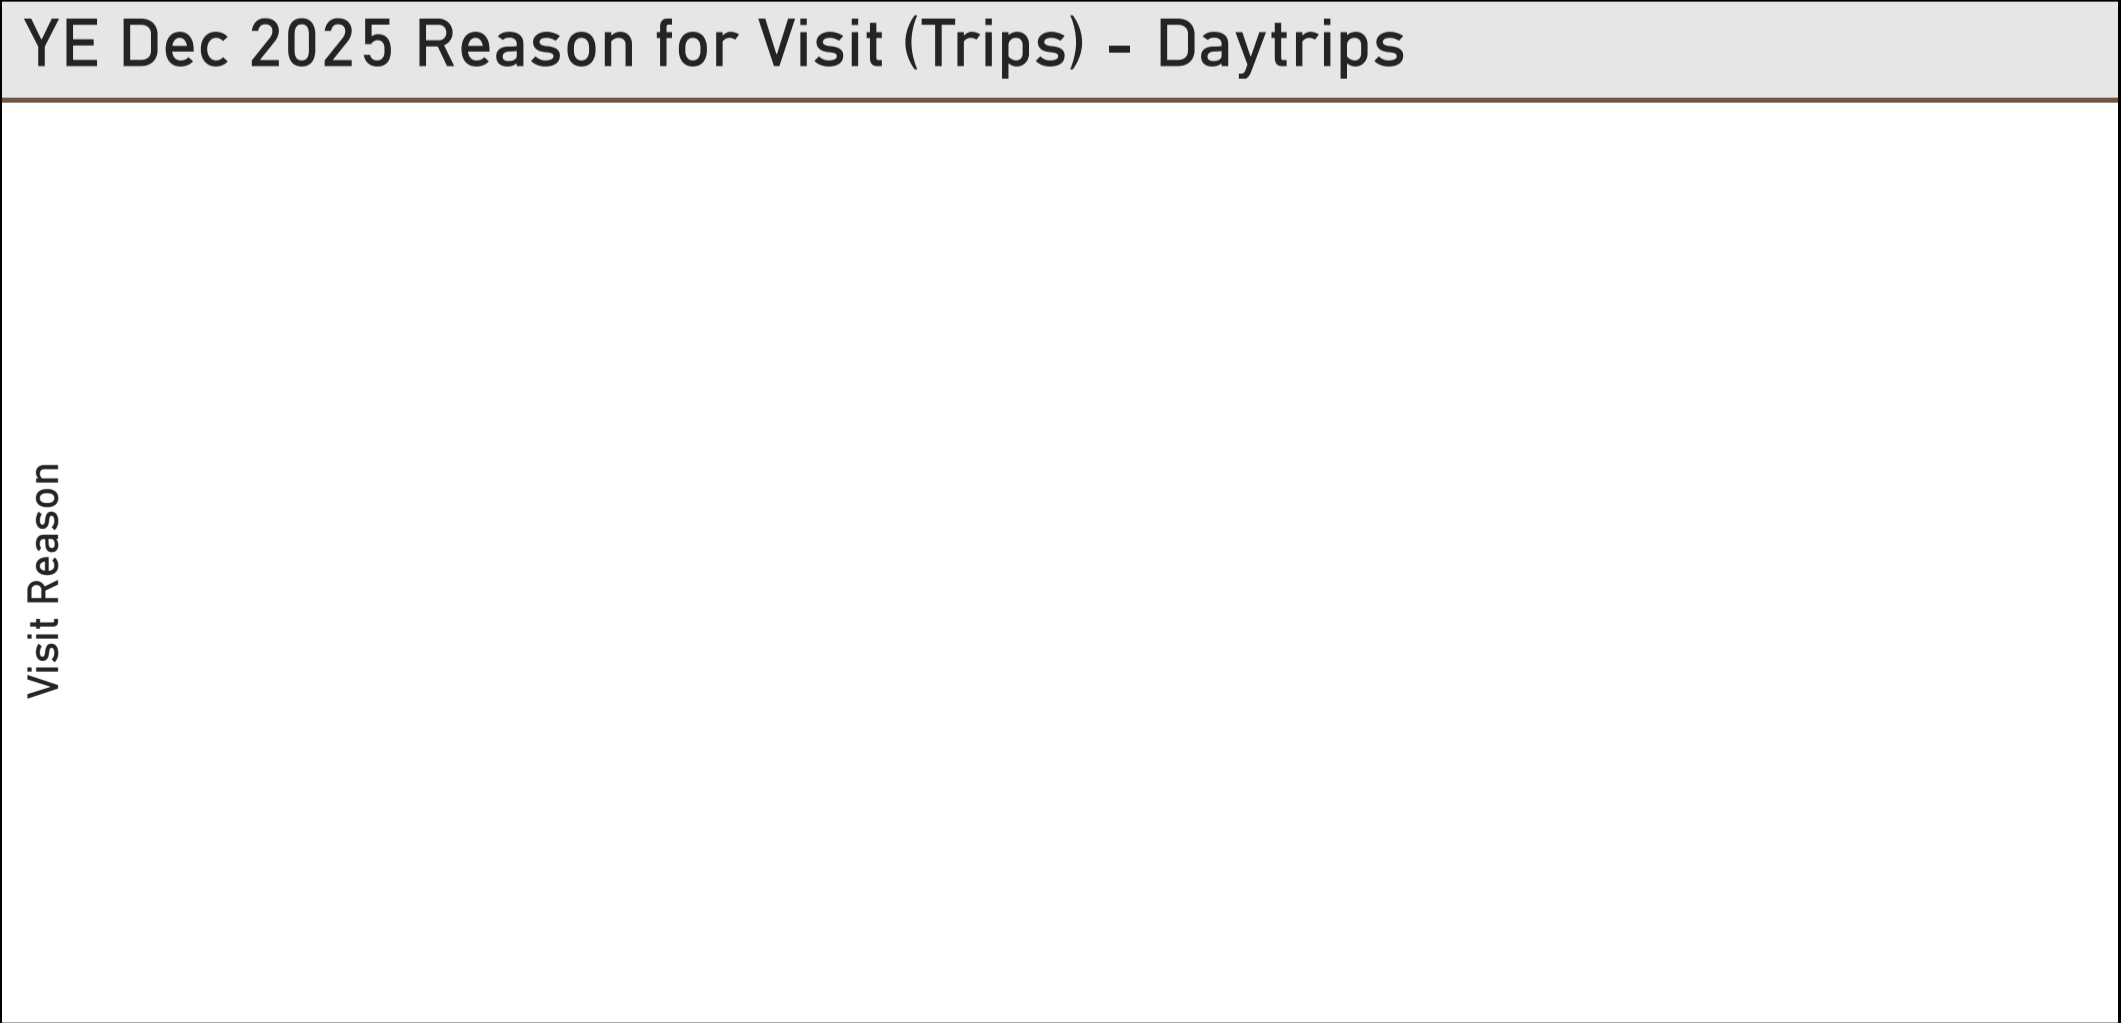 YE Dec 2025 Reason for Visit (Trips) - Daytrips
Visit Reason